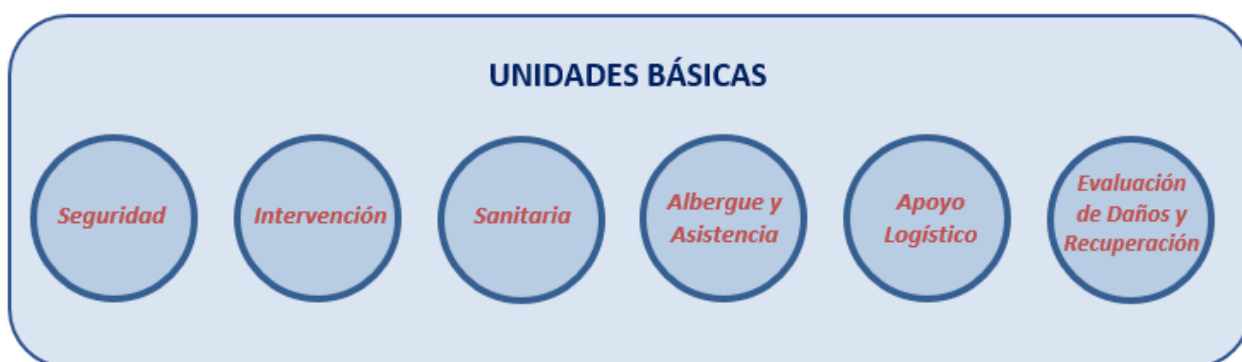 UNIDADES BÁSICAS
Seguridad
Intervención
Sanitaria
Albergue y
Asistencia
Apoyo
Logístico
Evaluación
de Daños y
Recuperación